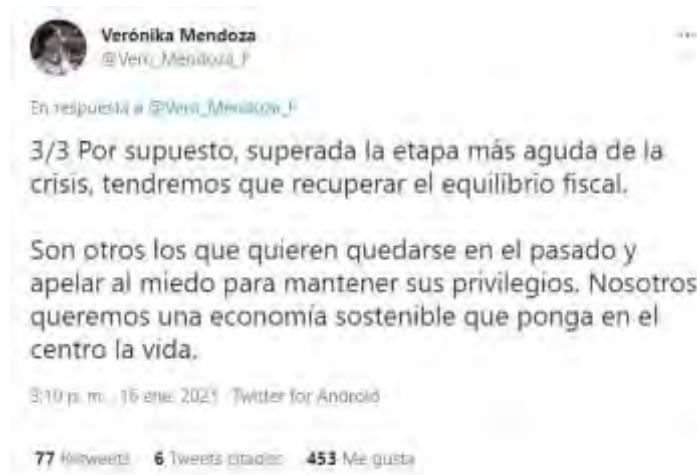 Verónika Mendoza
@Vero_Mendoza_F
En respuesta a @Vero_Mendoza_F
3/3 Por supuesto, superada la etapa más aguda de la
crisis, tendremos que recuperar el equilibrio fiscal.
Son otros los que quieren quedarse en el pasado y
apelar al miedo para mantener sus privilegios. Nosotros
queremos una economía sostenible que ponga en el
centro la vida.
3:10 p. m. · 16 ene. 2021 · Twitter for Android
77 Retweets 6 Tweets citados 453 Me gusta